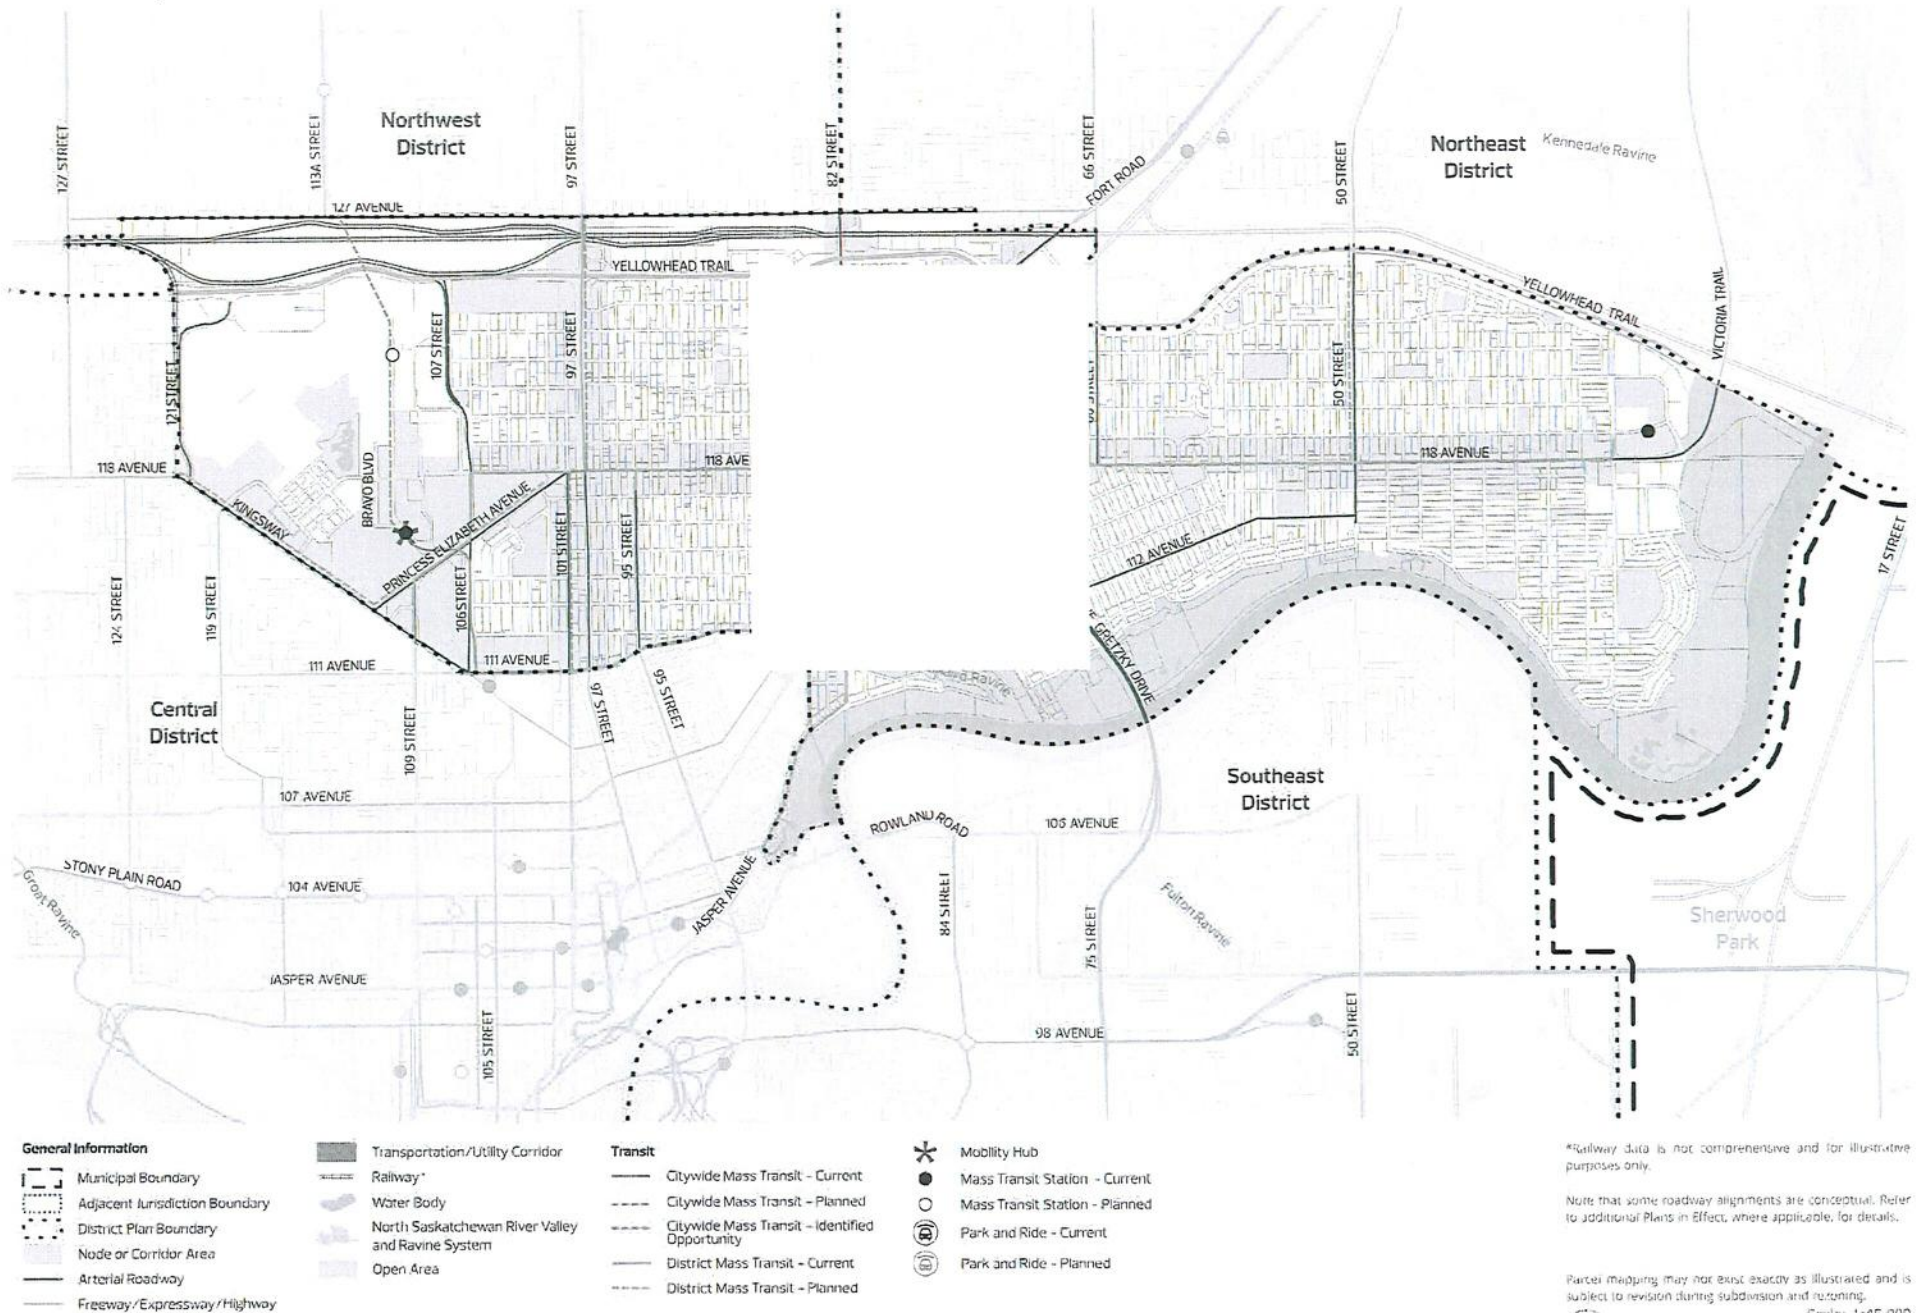 Northwest
District
Northeast
District
Kennedale Ravine
127 STREET
113A STREET
97 STREET
82 STREET
66 STREET
FORT ROAD
50 STREET
127 AVENUE
YELLOWHEAD TRAIL
YELLOWHEAD TRAIL
VICTORIA TRAIL
121 STREET
107 STREET
97 STREET
50 STREET
118 AVENUE
BRAVO BLVD
118 AVE
118 AVENUE
KINGSWAY
PRINCESS ELIZABETH AVENUE
101 STREET
95 STREET
112 AVENUE
17 STREET
124 STREET
119 STREET
106 STREET
111 AVENUE
111 AVENUE
GRETZKY DRIVE
Ravine
Central
District
109 STREET
97 STREET
95 STREET
107 AVENUE
Southeast
District
ROWLAND ROAD
106 AVENUE
STONY PLAIN ROAD
104 AVENUE
Groat Ravine
JASPER AVENUE
84 STREET
75 STREET
Fulton Ravine
Sherwood
Park
JASPER AVENUE
105 STREET
98 AVENUE
50 STREET
General Information
Municipal Boundary
Adjacent Jurisdiction Boundary
District Plan Boundary
Node or Corridor Area
Arterial Roadway
Freeway/Expressway/Highway
Transportation/Utility Corridor
Railway*
Water Body
North Saskatchewan River Valley
and Ravine System
Open Area
Transit
Citywide Mass Transit - Current
Citywide Mass Transit - Planned
Citywide Mass Transit - Identified
Opportunity
District Mass Transit - Current
District Mass Transit - Planned
Mobility Hub
Mass Transit Station - Current
Mass Transit Station - Planned
Park and Ride - Current
Park and Ride - Planned
*Railway data is not comprehensive and for illustrative
purposes only.
Note that some roadway alignments are conceptual. Refer
to additional Plans in Effect, where applicable, for details.
Parcel mapping may not exist exactly as illustrated and is
subject to revision during subdivision and rezoning.